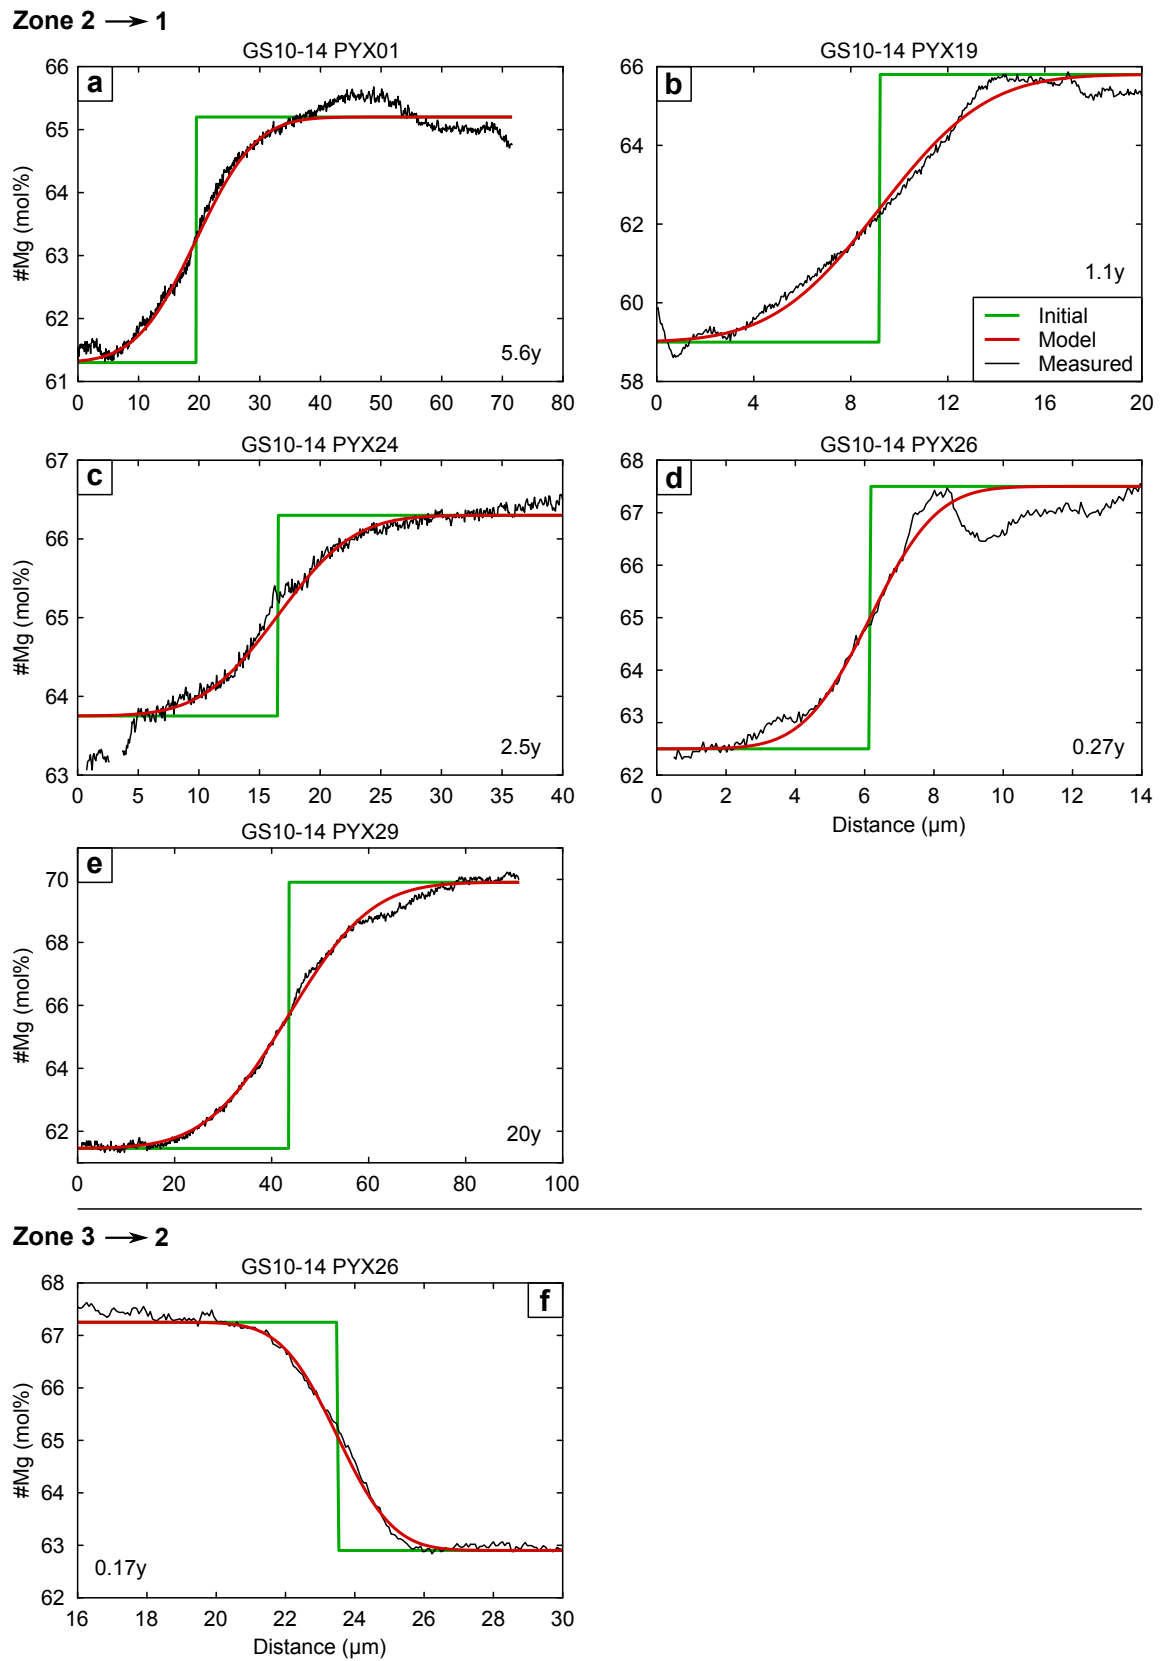 Zone 2 → 1
GS10-14 PYX01
a
#Mg (mol%)
66
65
64
63
62
61
5.6y
0 10 20 30 40 50 60 70 80
GS10-14 PYX19
b
66
64
62
60
58
1.1y
Initial
Model
Measured
0 4 8 12 16 20
GS10-14 PYX24
c
#Mg (mol%)
67
66
65
64
63
2.5y
0 5 10 15 20 25 30 35 40
GS10-14 PYX26
d
68
67
66
65
64
63
62
0.27y
0 2 4 6 8 10 12 14
Distance (µm)
GS10-14 PYX29
e
#Mg (mol%)
70
68
66
64
62
20y
0 20 40 60 80 100
Zone 3 → 2
GS10-14 PYX26
f
#Mg (mol%)
68
67
66
65
64
63
62
0.17y
16 18 20 22 24 26 28 30
Distance (µm)